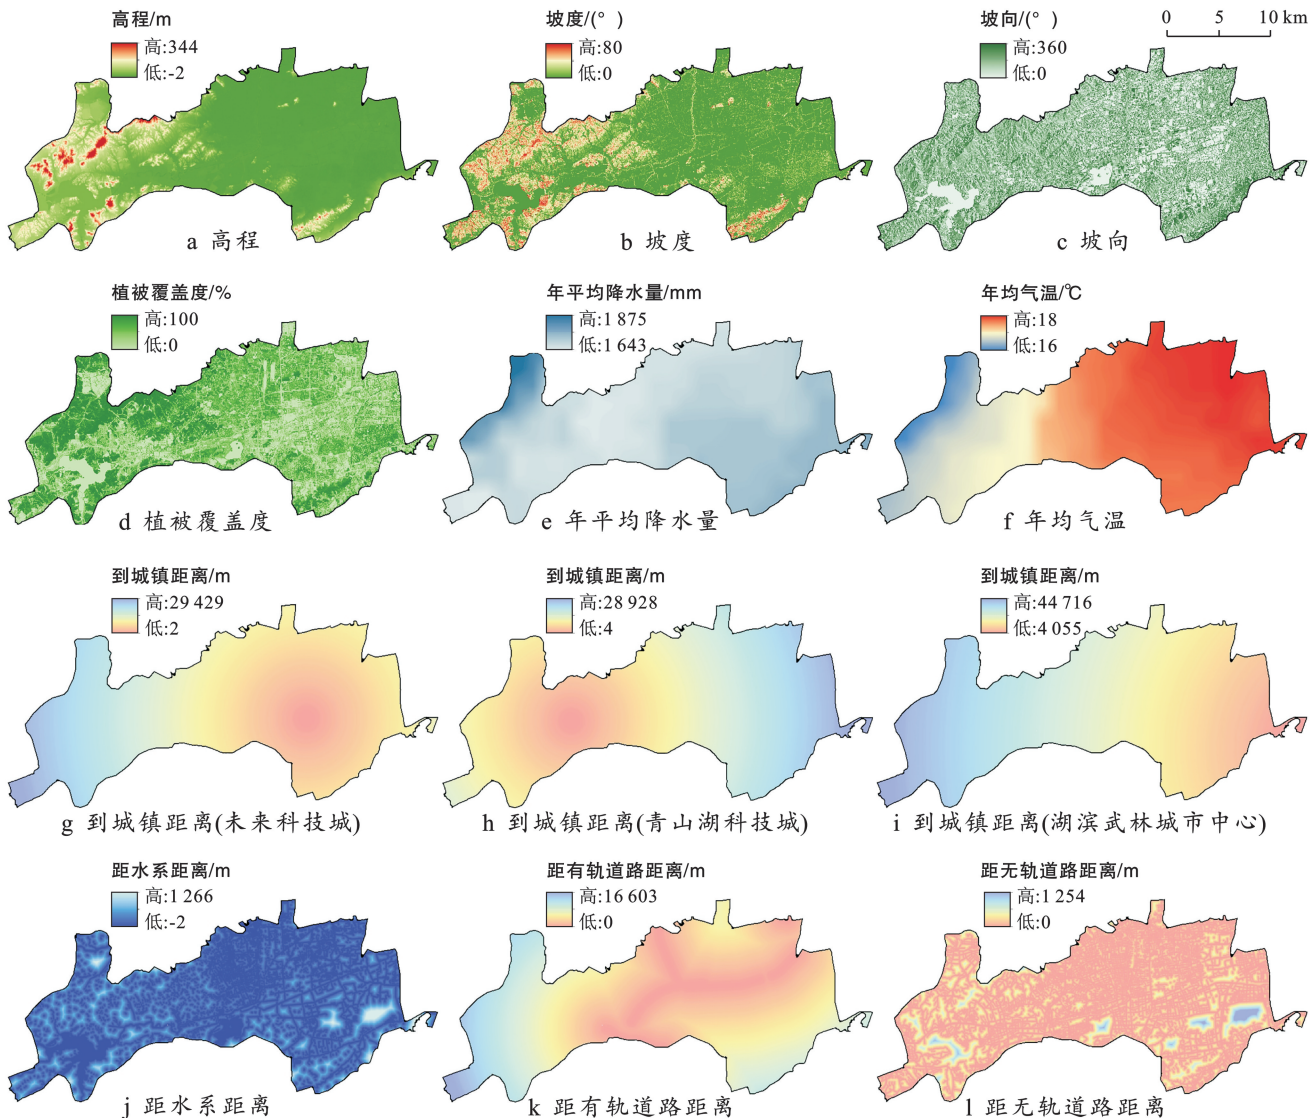 高程/m
高:344
低:-2
a 高程
坡度/(°)
高:80
低:0
b 坡度
坡向/(°)
高:360
低:0
c 坡向
0 5 10 km
植被覆盖度/%
高:100
低:0
d 植被覆盖度
年平均降水量/mm
高:1 875
低:1 643
e 年平均降水量
年均气温/℃
高:18
低:16
f 年均气温
到城镇距离/m
高:29 429
低:2
g 到城镇距离(未来科技城)
到城镇距离/m
高:28 928
低:4
h 到城镇距离(青山湖科技城)
到城镇距离/m
高:44 716
低:4 055
i 到城镇距离(湖滨武林城市中心)
距水系距离/m
高:1 266
低:-2
j 距水系距离
距有轨道路距离/m
高:16 603
低:0
k 距有轨道路距离
距无轨道路距离/m
高:1 254
低:0
l 距无轨道路距离